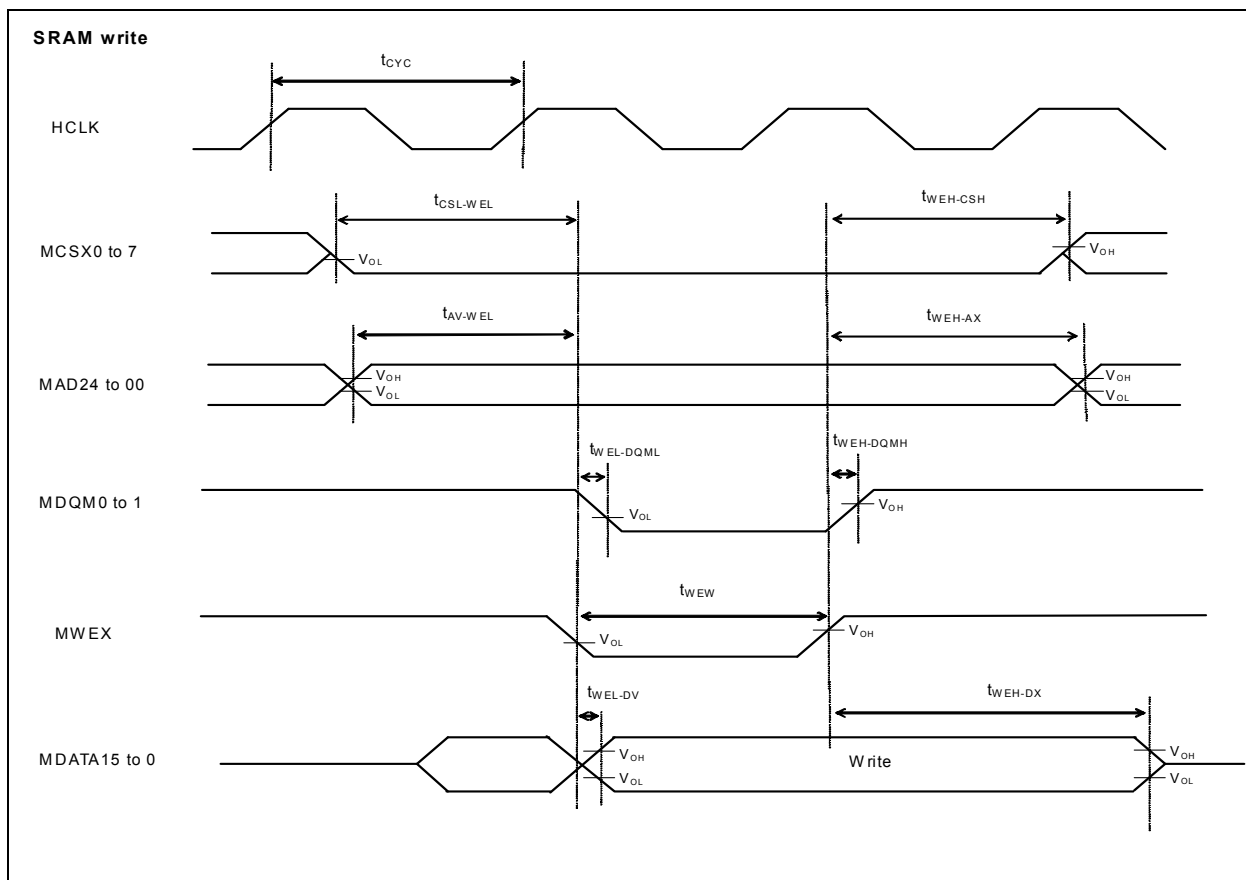 SRAM write
tCYC
HCLK
tCSL-WEL
tWEH-CSH
MCSX0 to 7
VOL
VOH
tAV-WEL
tWEH-AX
MAD24 to 00
VOH
VOL
VOH
VOL
tWEL-DQML
tWEH-DQMH
MDQM0 to 1
VOL
VOH
tWEW
MWEX
VOL
VOH
tWEL-DV
tWEH-DX
MDATA15 to 0
VOH
VOL
Write
VOH
VOL